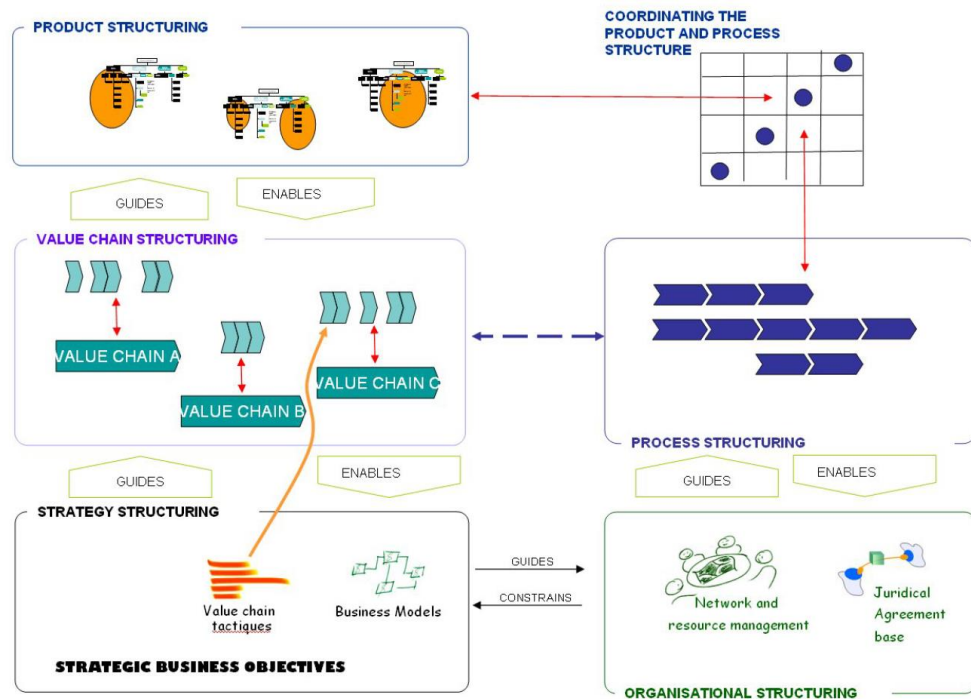 PRODUCT STRUCTURING
COORDINATING THE
PRODUCT AND PROCESS
STRUCTURE
GUIDES
ENABLES
VALUE CHAIN STRUCTURING
VALUE CHAIN A
VALUE CHAIN B
VALUE CHAIN C
PROCESS STRUCTURING
GUIDES
ENABLES
GUIDES
ENABLES
STRATEGY STRUCTURING
Value chain
tactiques
Business Models
STRATEGIC BUSINESS OBJECTIVES
GUIDES
CONSTRAINS
Network and
resource management
Juridical
Agreement
base
ORGANISATIONAL STRUCTURING